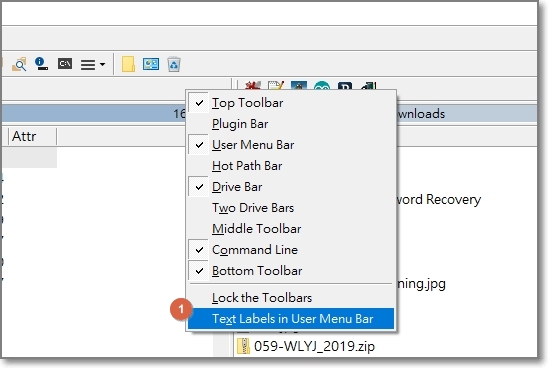 C:\
Top Toolbar
16
wnloads
Plugin Bar
Attr
User Menu Bar
Hot Path Bar
Drive Bar
word Recovery
Two Drive Bars
Middle Toolbar
Command Line
Bottom Toolbar
ning.jpg
Lock the Toolbars
1
Text Labels in User Menu Bar
059-WLYJ_2019.zip